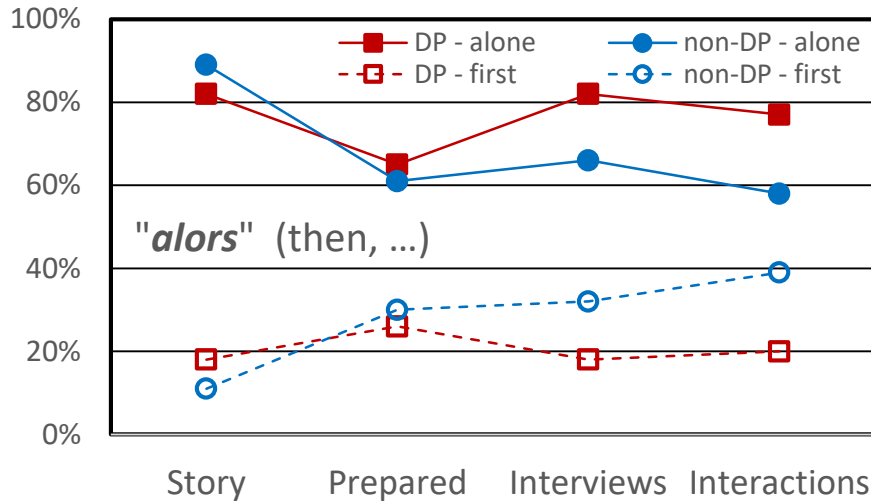 100%
DP - alone
non-DP - alone
DP - first
non-DP - first
80%
60%
"alors" (then, ...)
40%
20%
0%
Story
Prepared
Interviews
Interactions